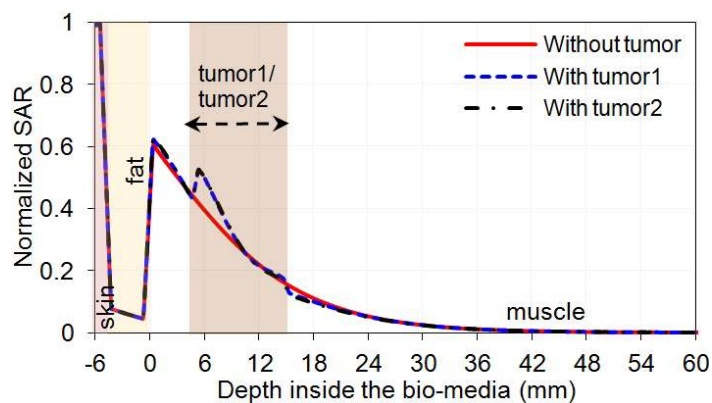 1
0.8
0.6
0.4
0.2
0
Normalized SAR
skin
fat
tumor1/
tumor2
Without tumor
With tumor1
With tumor2
muscle
-6 0 6 12 18 24 30 36 42 48 54 60
Depth inside the bio-media (mm)